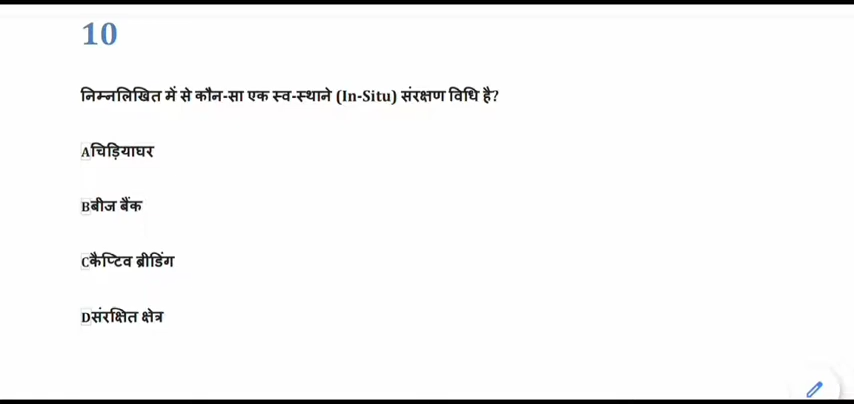 10
निम्नलिखित में से कौन-सा एक स्व-स्थाने (In-Situ) संरक्षण विधि है?
Aचिड़ियाघर
Bबीज बैंक
Cकैप्टिव ब्रीडिंग
Dसंरक्षित क्षेत्र